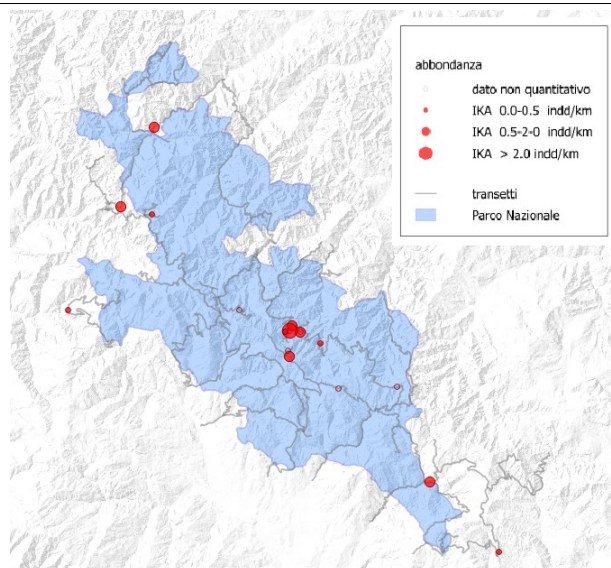 abbondanza
dato non quantitativo
IKA 0.0-0.5 indd/km
IKA 0.5-2-0 indd/km
IKA > 2.0 indd/km
transetti
Parco Nazionale